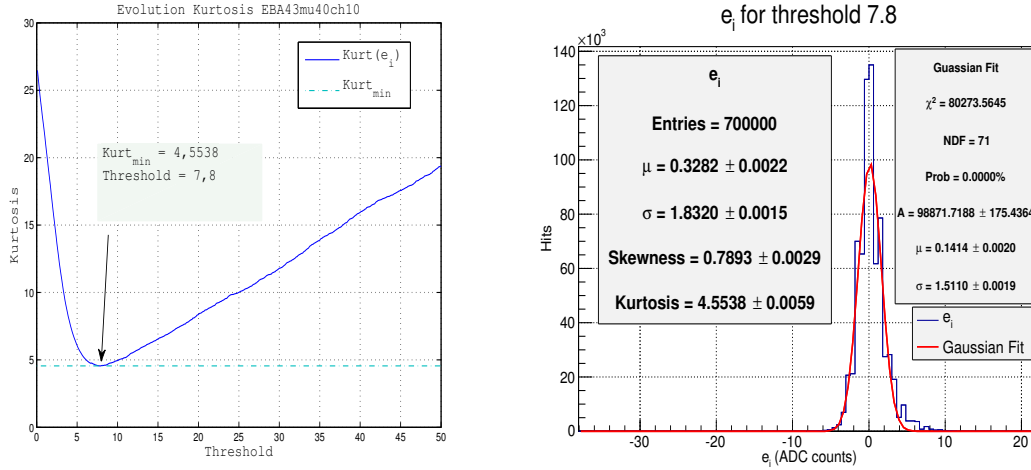 Evolution Kurtosis EBA43mu40ch10
Kurt(e_i)
Kurt_min
Kurt_min = 4,5538
Threshold = 7,8
Kurtosis
30
25
20
15
10
5
0
0 5 10 15 20 25 30 35 40 45 50
Threshold
e_i for threshold 7.8
×10³
140
120
100
80
60
40
20
0
Hits
e_i
Entries = 700000
μ = 0.3282 ± 0.0022
σ = 1.8320 ± 0.0015
Skewness = 0.7893 ± 0.0029
Kurtosis = 4.5538 ± 0.0059
Guassian Fit
χ² = 80273.5645
NDF = 71
Prob = 0.0000%
A = 98871.7188 ± 175.4364
μ = 0.1414 ± 0.0020
σ = 1.5110 ± 0.0019
e_i
Gaussian Fit
-30 -20 -10 0 10 20
e_i (ADC counts)